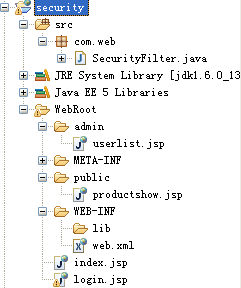 security
src
com.web
SecurityFilter.java
JRE System Library [jdk1.6.0_13
Java EE 5 Libraries
WebRoot
admin
userlist.jsp
META-INF
public
productshow.jsp
WEB-INF
lib
web.xml
index.jsp
login.jsp